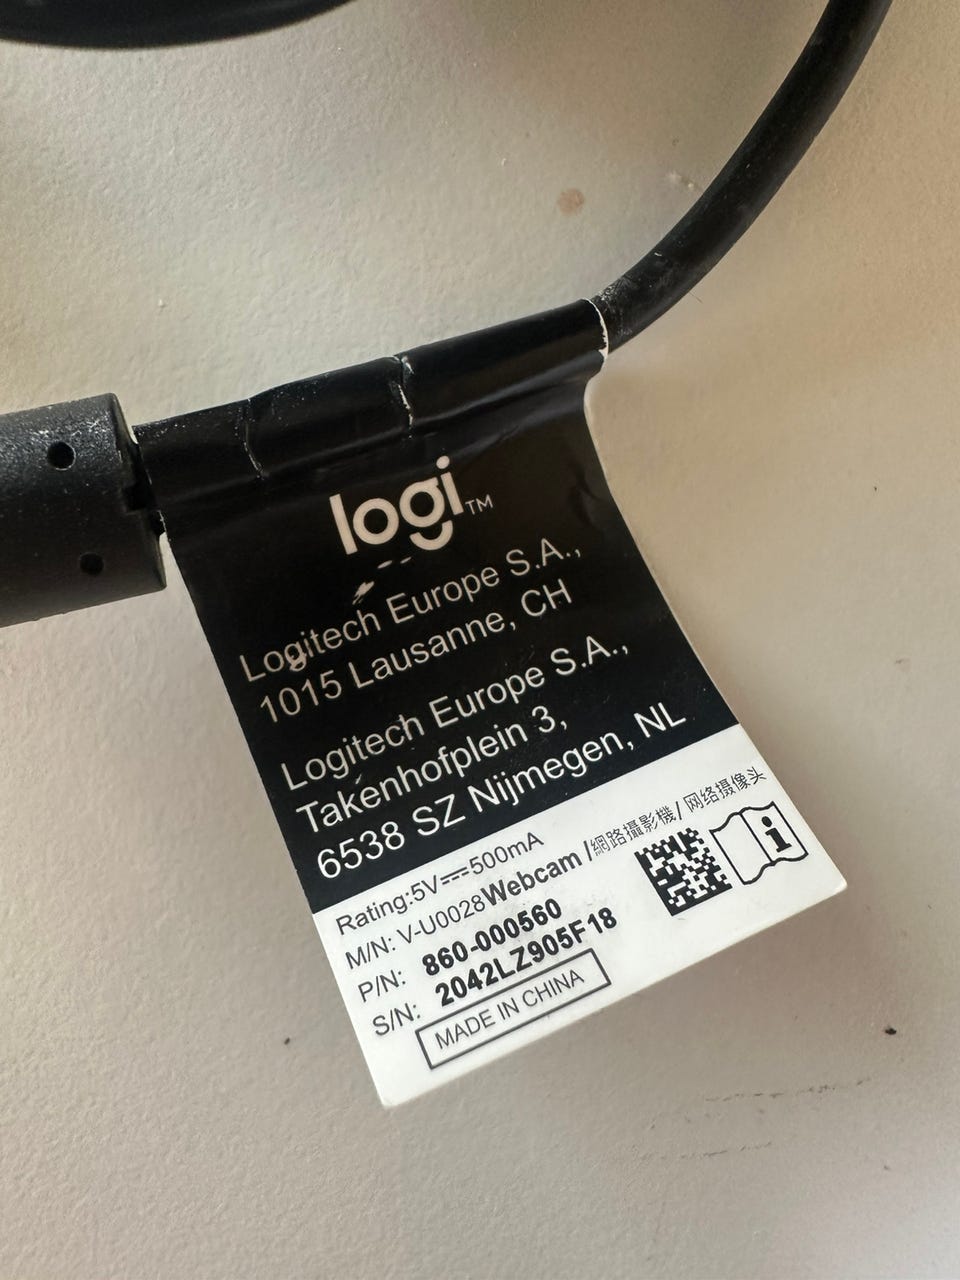 logi™
Logitech Europe S.A.,
1015 Lausanne, CH
Logitech Europe S.A.,
Takenhofplein 3,
6538 SZ Nijmegen, NL
Rating:5V⎓500mA
M/N: V-U0028 Webcam /網路攝影機/ 网络摄像头
P/N: 860-000560
S/N: 2042LZ905F18
MADE IN CHINA